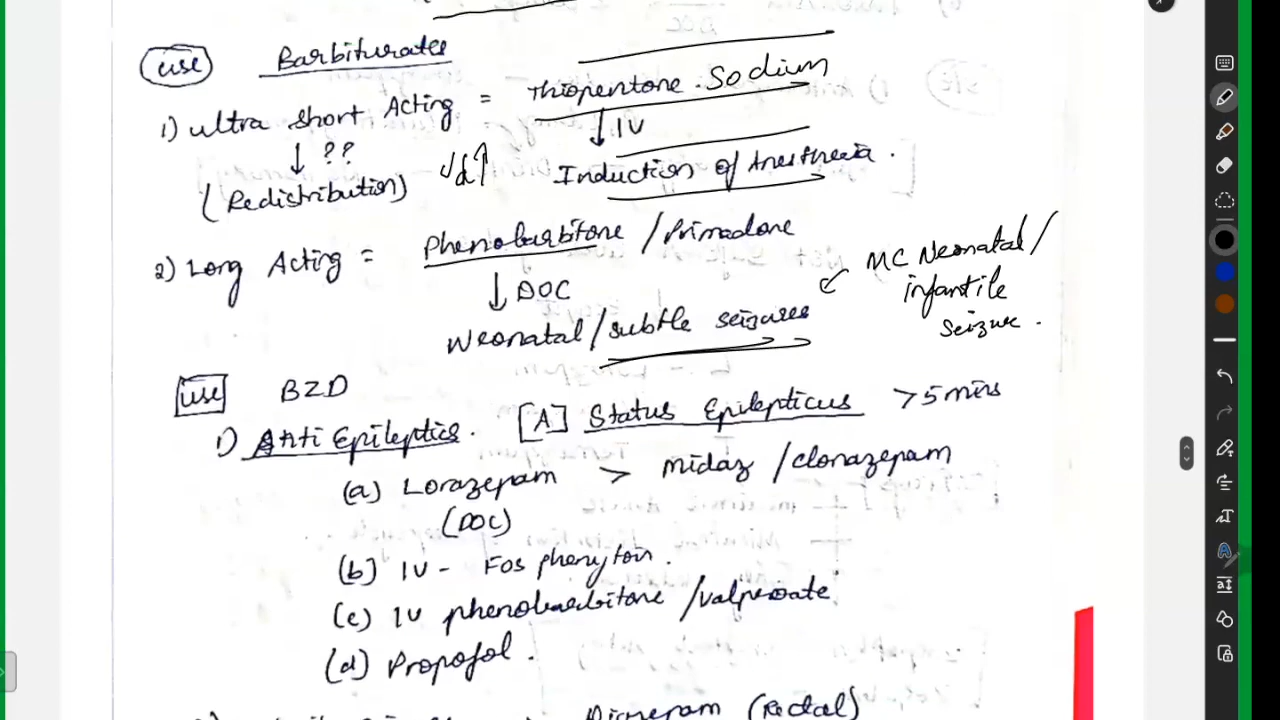 use Barbiturates
1) ultra short Acting = Thiopentone . Sodium
↓ ?? ↓ IV
(Redistribution) Vd↑ Induction of Anesthesia .
2) Long Acting = Phenobarbitone / Primadone
↓ DOC MC Neonatal /
Neonatal / subtle seizures infantile
seizure .
use BZD
1) Anti Epileptics . [A] Status Epilepticus > 5 mins
(a) Lorazepam > midaz / clonazepam
(DOC)
(b) IV - Fos phenytoin .
(c) IV phenobarbitone / valproate
(d) Propofol .
Diazepam (Rectal)